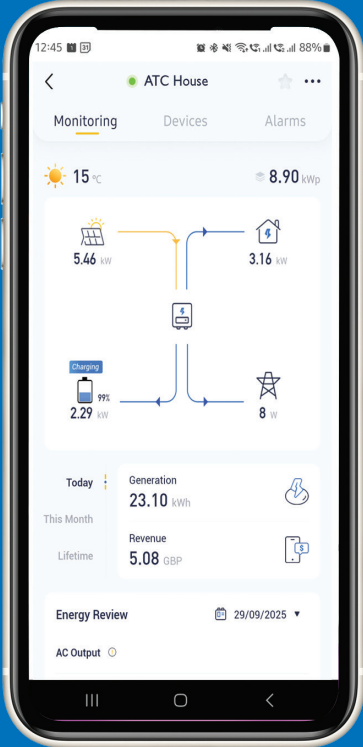 12:45 31 88%
ATC House
Monitoring Devices Alarms
15 °C 8.90 kWp
5.46 kW 3.16 kW
Charging
99%
2.29 kW 8 W
Today
This Month
Lifetime
Generation
23.10 kWh
Revenue
5.08 GBP
Energy Review 29/09/2025
AC Output